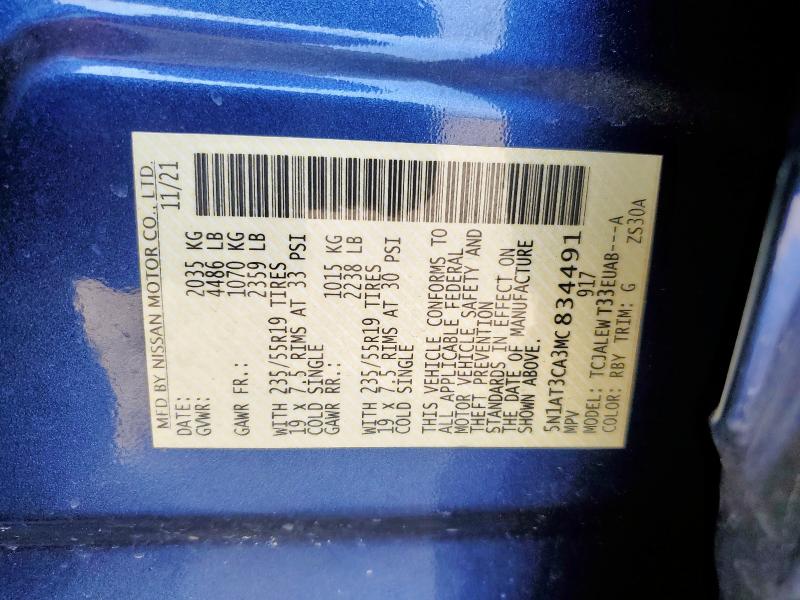 MFD BY NISSAN MOTOR CO., LTD.
DATE: 11/21
GVWR: 2035 KG
4486 LB
GAWR FR.: 1070 KG
2359 LB
WITH 235/55R19 TIRES
19 x 7.5 RIMS AT 33 PSI
COLD SINGLE
GAWR RR.: 1015 KG
2238 LB
WITH 235/55R19 TIRES
19 x 7.5 RIMS AT 30 PSI
COLD SINGLE
THIS VEHICLE CONFORMS TO
ALL APPLICABLE FEDERAL
MOTOR VEHICLE SAFETY AND
THEFT PREVENTION
STANDARDS IN EFFECT ON
THE DATE OF MANUFACTURE
SHOWN ABOVE.
5N1AT3CA3MC834491
MPV 917
MODEL: TCJALEWT33EUAB---A
COLOR: RBY TRIM: G ZS30A